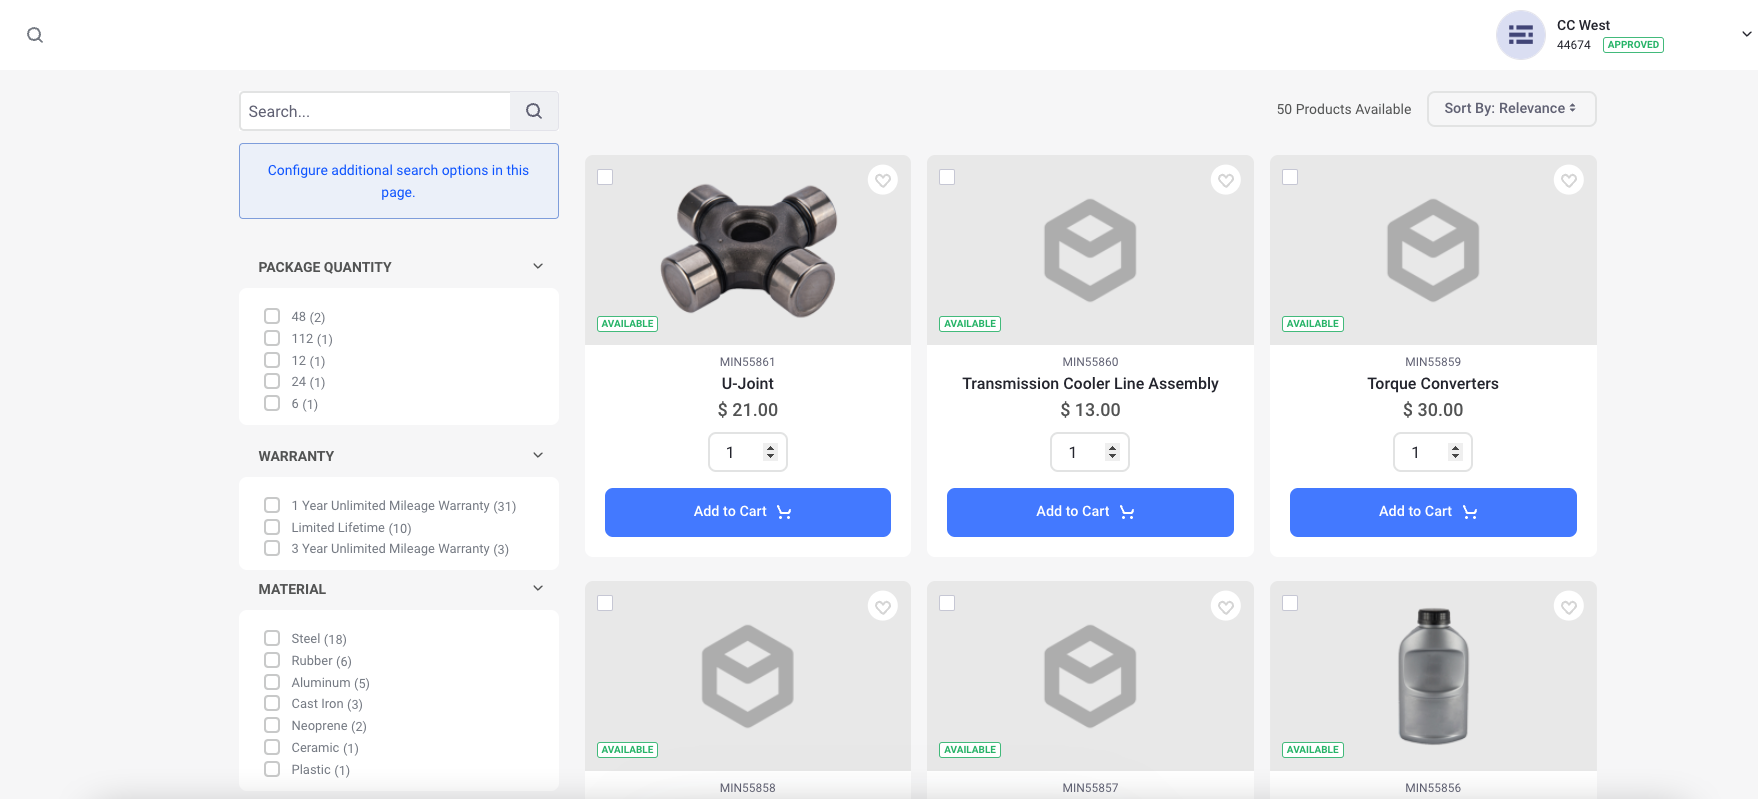 CC West
44674 APPROVED
Search...
50 Products Available
Sort By: Relevance
Configure additional search options in this
page.
PACKAGE QUANTITY
48 (2)
112 (1)
12 (1)
24 (1)
6 (1)
WARRANTY
1 Year Unlimited Mileage Warranty (31)
Limited Lifetime (10)
3 Year Unlimited Mileage Warranty (3)
MATERIAL
Steel (18)
Rubber (6)
Aluminum (5)
Cast Iron (3)
Neoprene (2)
Ceramic (1)
Plastic (1)
AVAILABLE
MIN55861
U-Joint
$ 21.00
1
Add to Cart
AVAILABLE
MIN55860
Transmission Cooler Line Assembly
$ 13.00
1
Add to Cart
AVAILABLE
MIN55859
Torque Converters
$ 30.00
1
Add to Cart
AVAILABLE
MIN55858
AVAILABLE
MIN55857
AVAILABLE
MIN55856